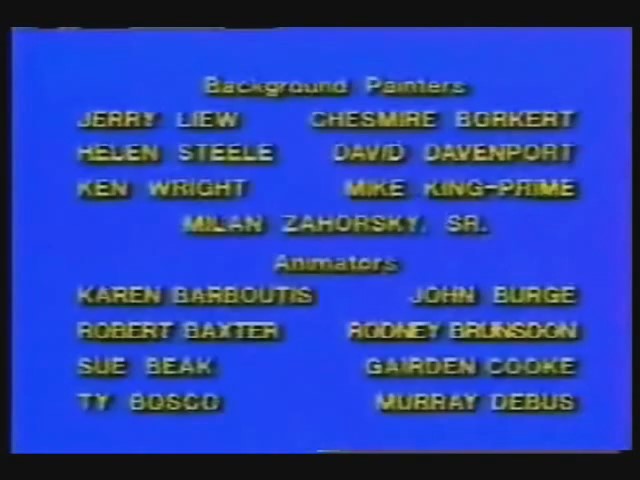 Background Painters
JERRY LIEW CHESMIRE BORKERT
HELEN STEELE DAVID DAVENPORT
KEN WRIGHT MIKE KING-PRIME
MILAN ZAHORSKY, SR.
Animators
KAREN BARBOUTIS JOHN BURGE
ROBERT BAXTER RODNEY BRUNSDON
SUE BEAK GAIRDEN COOKE
TY BOSCO MURRAY DEBUS